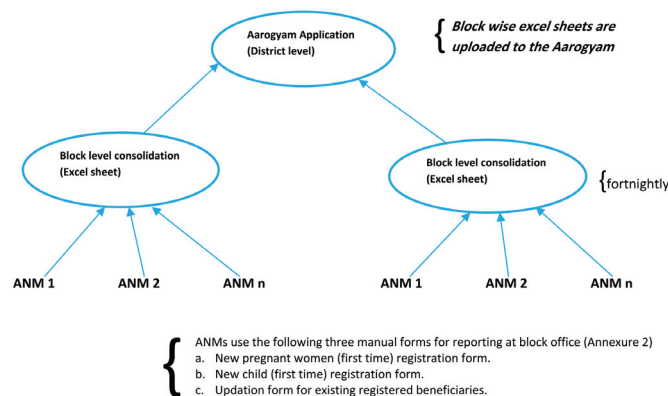 Aarogyam Application
(District level)
{ Block wise excel sheets are
uploaded to the Aarogyam
Block level consolidation
(Excel sheet)
Block level consolidation
(Excel sheet)
{fortnightly
ANM 1
ANM 2
ANM n
ANM 1
ANM 2
ANM n
{ ANMs use the following three manual forms for reporting at block office (Annexure 2)
a. New pregnant women (first time) registration form.
b. New child (first time) registration form.
c. Updation form for existing registered beneficiaries.